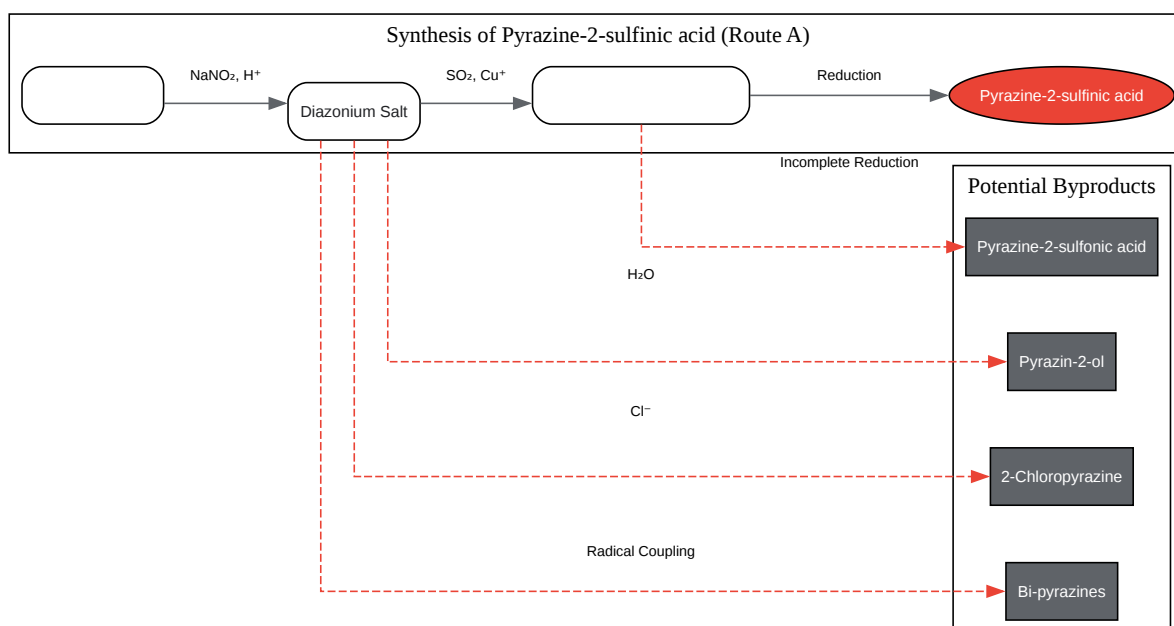 Synthesis of Pyrazine-2-sulfinic acid (Route A)
NaNO₂, H⁺
SO₂, Cu⁺
Reduction
Diazonium Salt
Pyrazine-2-sulfinic acid
Incomplete Reduction
Potential Byproducts
Pyrazine-2-sulfonic acid
H₂O
Pyrazin-2-ol
Cl⁻
2-Chloropyrazine
Radical Coupling
Bi-pyrazines